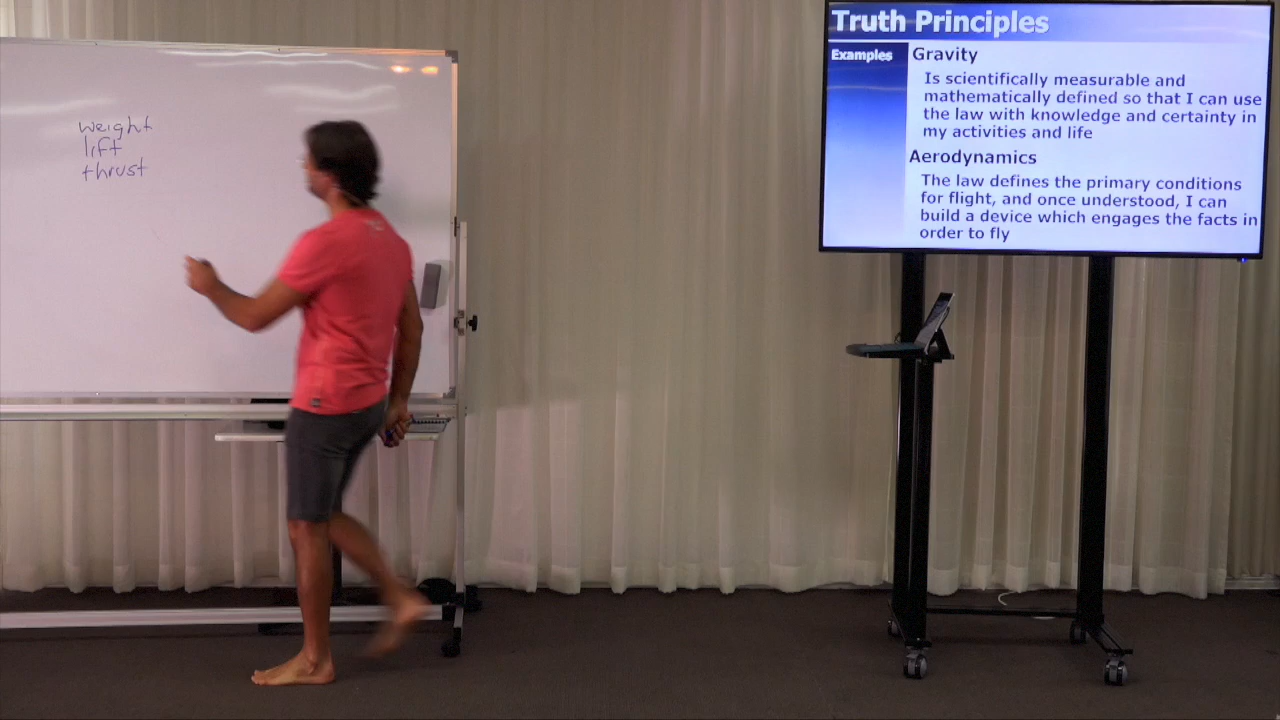 weight
lift
thrust
Truth Principles
Examples
Gravity
Is scientifically measurable and
mathematically defined so that I can use
the law with knowledge and certainty in
my activities and life
Aerodynamics
The law defines the primary conditions
for flight, and once understood, I can
build a device which engages the facts in
order to fly